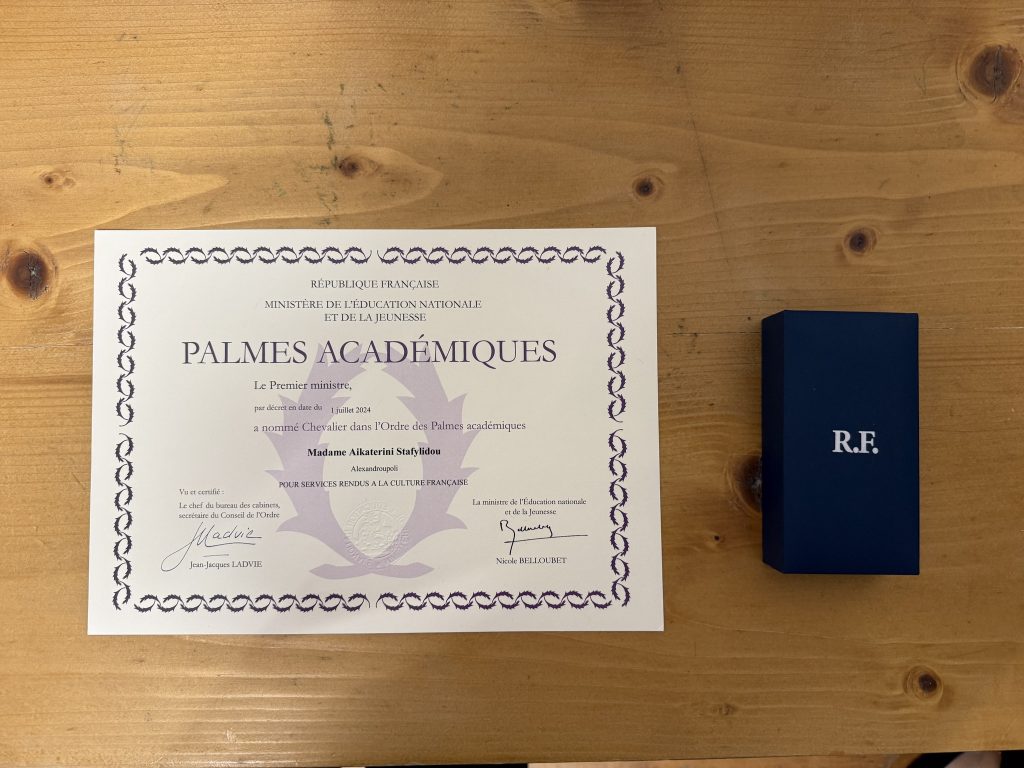 RÉPUBLIQUE FRANÇAISE
MINISTÈRE DE L'ÉDUCATION NATIONALE
ET DE LA JEUNESSE
PALMES ACADÉMIQUES
Le Premier ministre,
par décret en date du 1 juillet 2024
a nommé Chevalier dans l'Ordre des Palmes académiques
Madame Aikaterini Stafylidou
Alexandroupoli
POUR SERVICES RENDUS A LA CULTURE FRANÇAISE
Vu et certifié :
Le chef du bureau des cabinets,
secrétaire du Conseil de l'Ordre
Jean-Jacques LADVIE
La ministre de l'Éducation nationale
et de la Jeunesse
Nicole BELLOUBET
R.F.